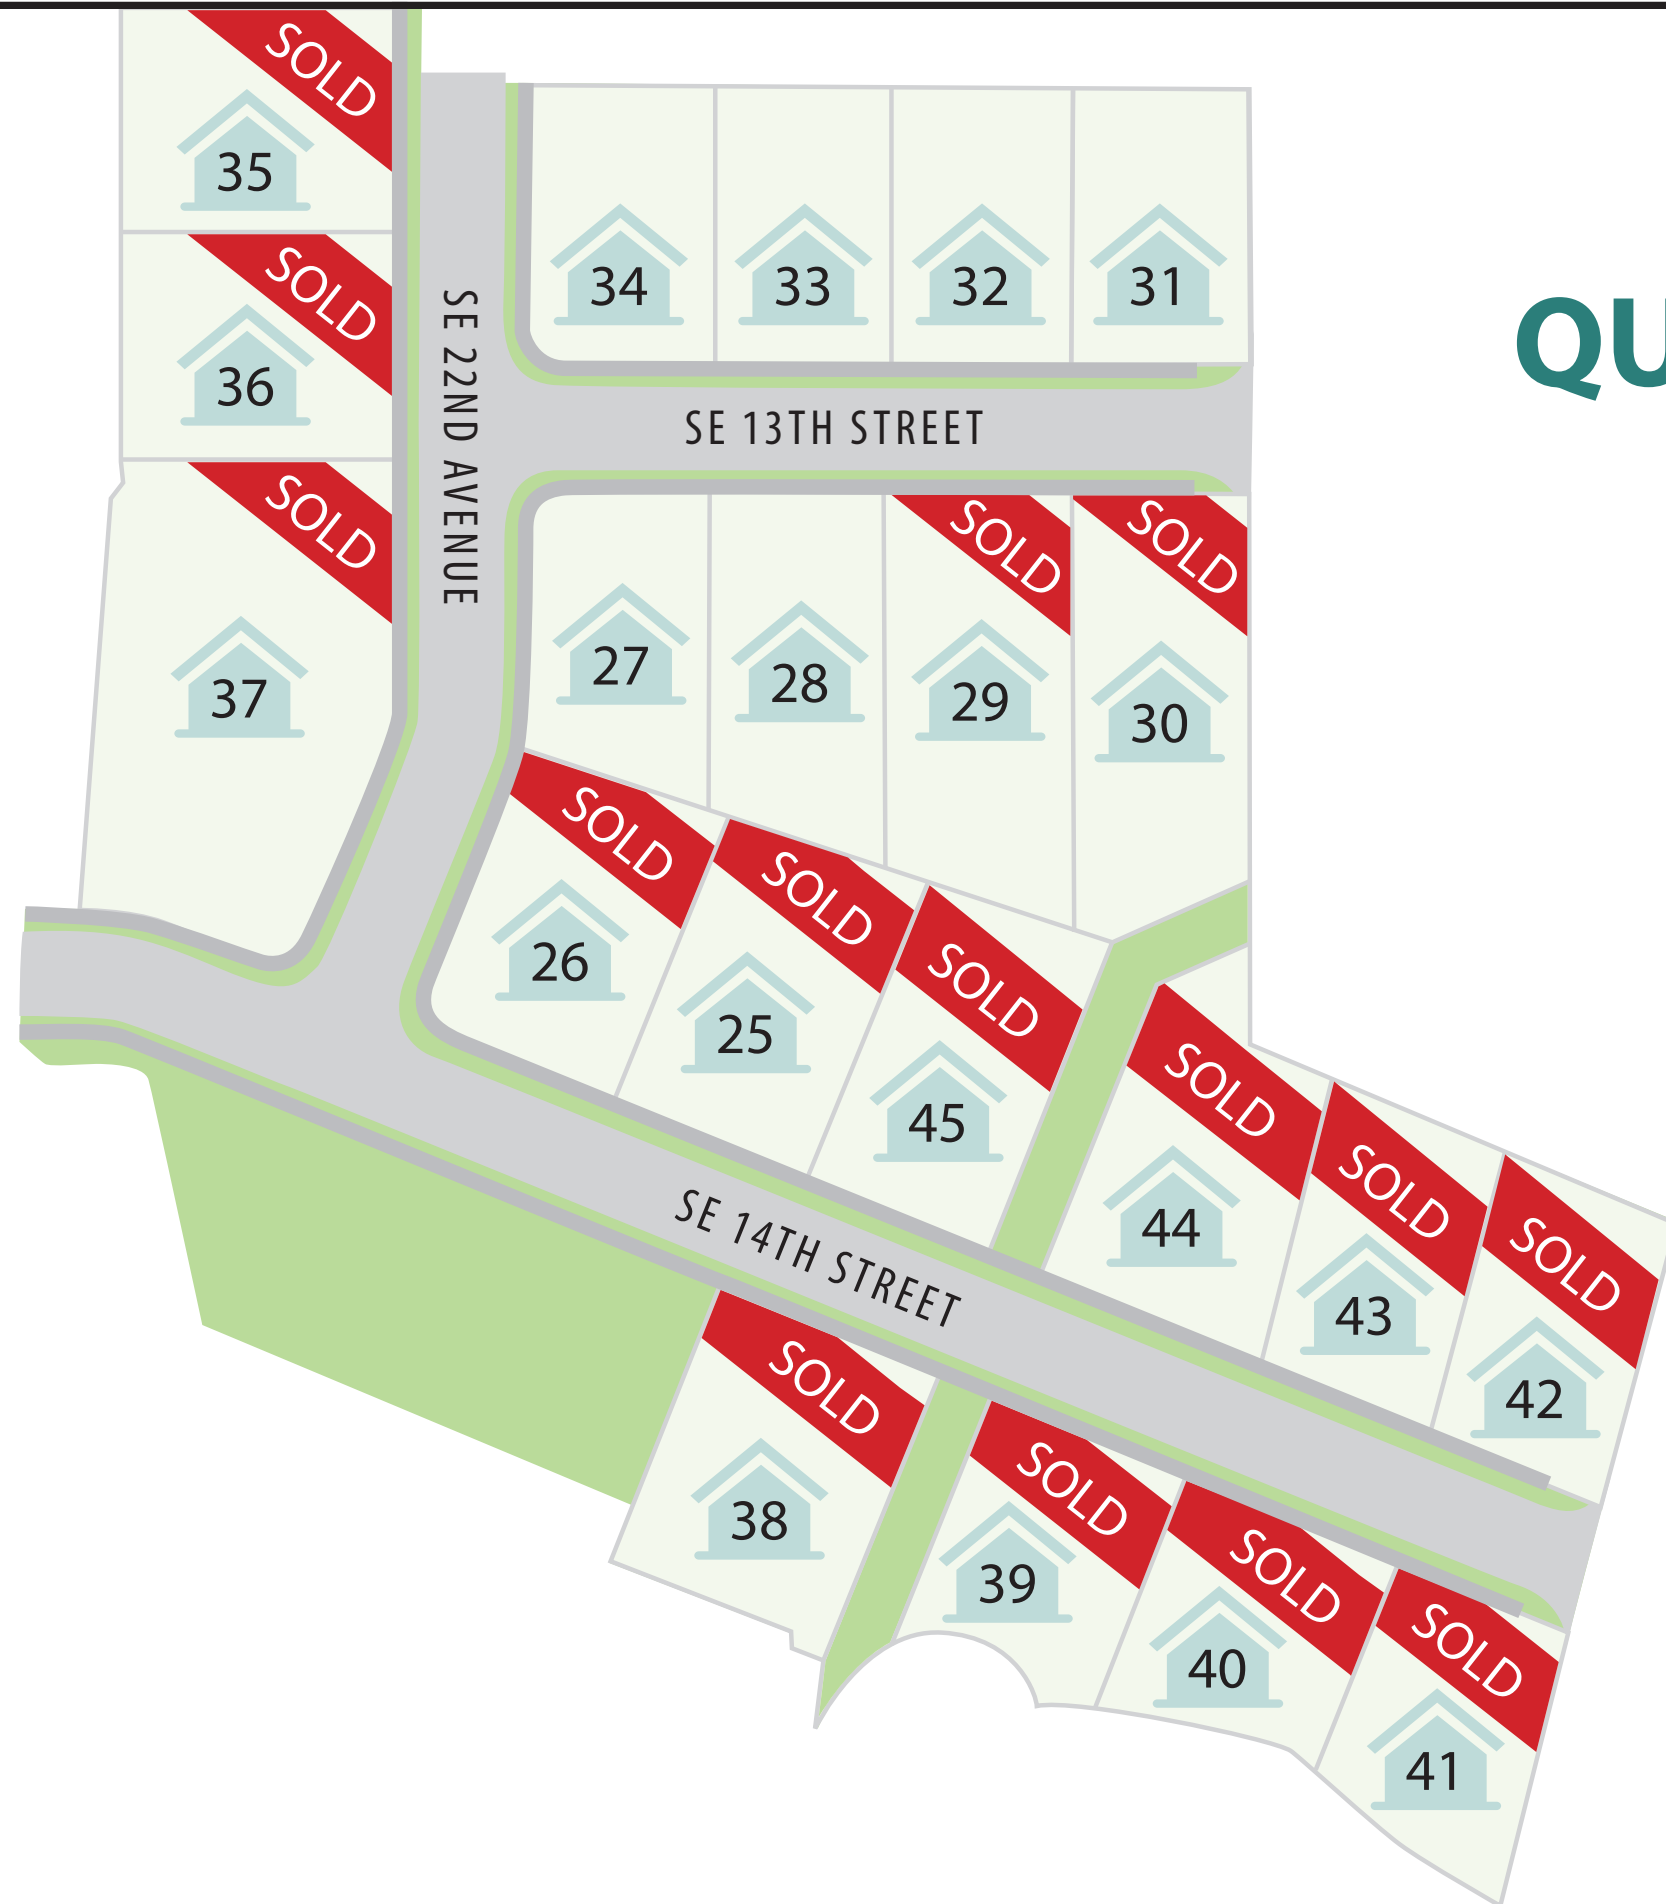 SOLD
35
SOLD
36
SOLD
37
SE 22ND AVENUE
34
33
32
31
QU
SE 13TH STREET
27
28
SOLD
29
SOLD
30
SOLD
26
SOLD
25
SOLD
45
SOLD
44
SOLD
43
SOLD
42
SE 14TH STREET
SOLD
38
SOLD
39
SOLD
40
SOLD
41